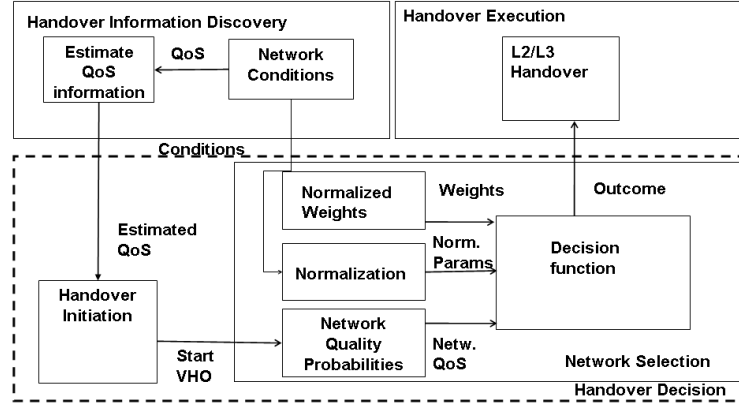 Handover Information Discovery
Handover Execution
Estimate
QoS
information
QoS
Network
Conditions
L2/L3
Handover
Conditions
Normalized
Weights
Weights
Outcome
Estimated
QoS
Norm.
Params
Normalization
Decision
function
Handover
Initiation
Start
VHO
Network
Quality
Probabilities
Netw.
QoS
Network Selection
Handover Decision